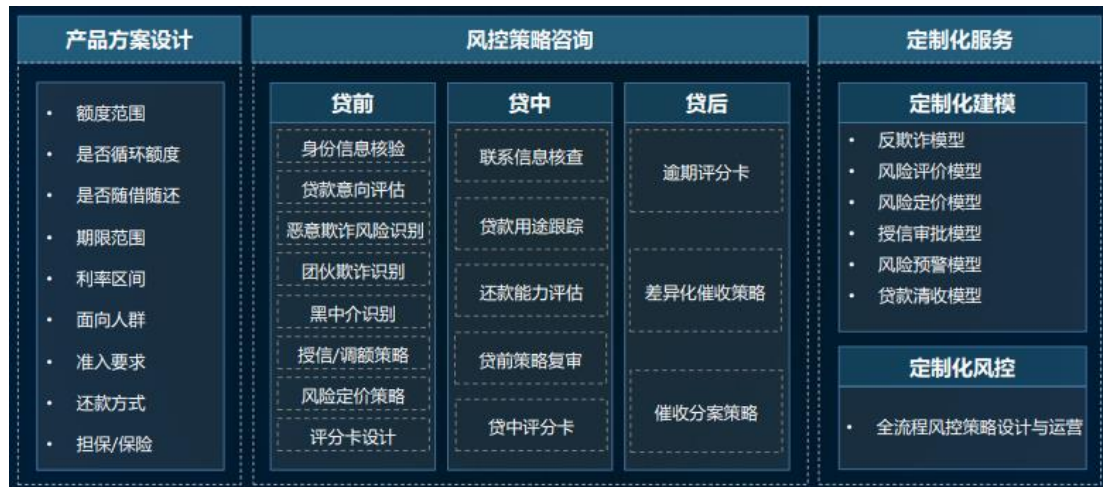 产品方案设计
额度范围
是否循环额度
是否随借随还
期限范围
利率区间
面向人群
准入要求
还款方式
担保/保险
风控策略咨询
贷前
身份信息核验
贷款意向评估
恶意欺诈风险识别
团伙欺诈识别
黑中介识别
授信/调额策略
风险定价策略
评分卡设计
贷中
联系信息核查
贷款用途跟踪
还款能力评估
贷前策略复审
贷中评分卡
贷后
逾期评分卡
差异化催收策略
催收分案策略
定制化服务
定制化建模
反欺诈模型
风险评价模型
风险定价模型
授信审批模型
风险预警模型
贷款清收模型
定制化风控
全流程风控策略设计与运营